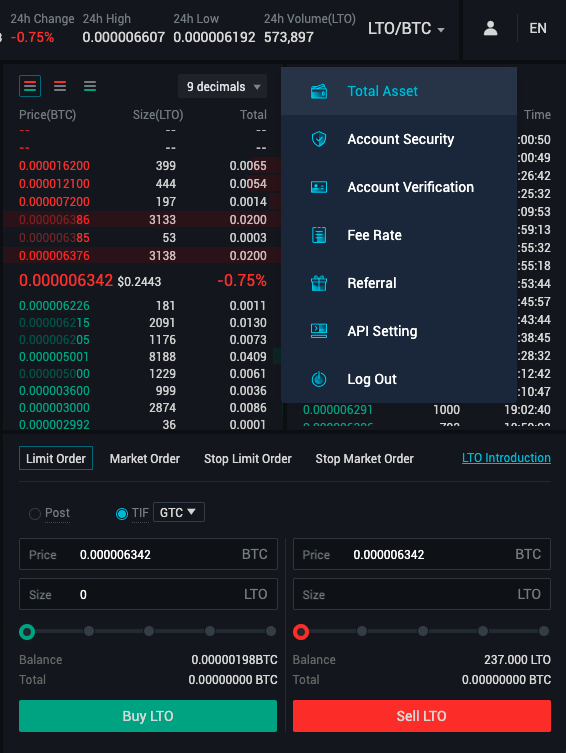 24h Change 24h High 24h Low 24h Volume(LTO)
-0.75% 0.000006607 0.000006192 573,897
LTO/BTC
EN
9 decimals
Price(BTC) Size(LTO) Total
-- -- --
-- -- --
0.000016200 399 0.0065
0.000012100 444 0.0054
0.000007200 197 0.0014
0.000006386 3133 0.0200
0.000006385 53 0.0003
0.000006376 3138 0.0200
0.000006342 $0.2443 -0.75%
0.000006226 181 0.0011
0.000006215 2091 0.0130
0.000006205 1176 0.0073
0.000005001 8188 0.0409
0.000005000 1229 0.0061
0.000003600 999 0.0036
0.000003000 2874 0.0086
0.000002992 36 0.0001
Total Asset
Account Security
Account Verification
Fee Rate
Referral
API Setting
Log Out
Time
:00:50
:00:49
:26:42
:25:32
:09:53
:59:13
:55:32
:55:18
:53:44
:45:57
:43:44
:38:45
:28:32
:12:42
:10:47
0.000006291 1000 19:02:40
Limit Order Market Order Stop Limit Order Stop Market Order LTO Introduction
Post TIF GTC
Price 0.000006342 BTC
Size 0 LTO
Balance 0.00000198BTC
Total 0.00000000 BTC
Buy LTO
Price 0.000006342 BTC
Size LTO
Balance 237.000 LTO
Total 0.00000000 BTC
Sell LTO